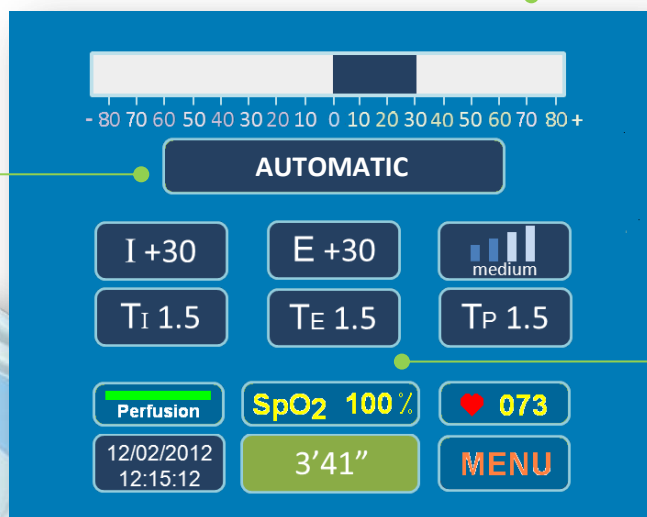 - 80 70 60 50 40 30 20 10 0 10 20 30 40 50 60 70 80 +
AUTOMATIC
I +30 E +30 medium
TI 1.5 TE 1.5 TP 1.5
Perfusion SpO2 100% 073
12/02/2012 3'41” MENU
12:15:12